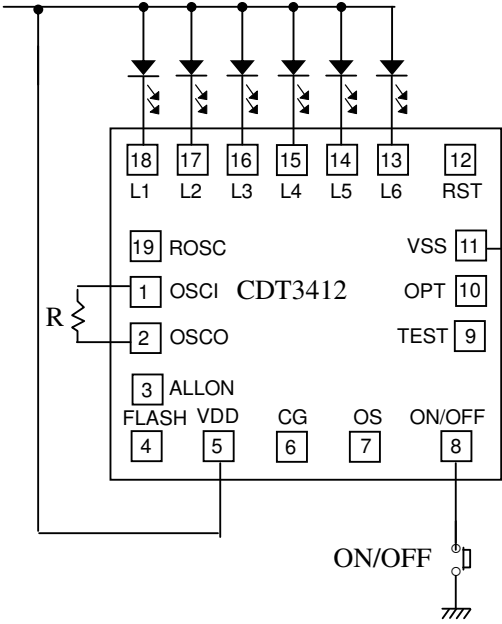 18 17 16 15 14 13 12
L1 L2 L3 L4 L5 L6 RST
19 ROSC VSS 11
1 OSCI CDT3412 OPT 10
R
2 OSCO TEST 9
3 ALLON
FLASH VDD CG OS ON/OFF
4 5 6 7 8
ON/OFF